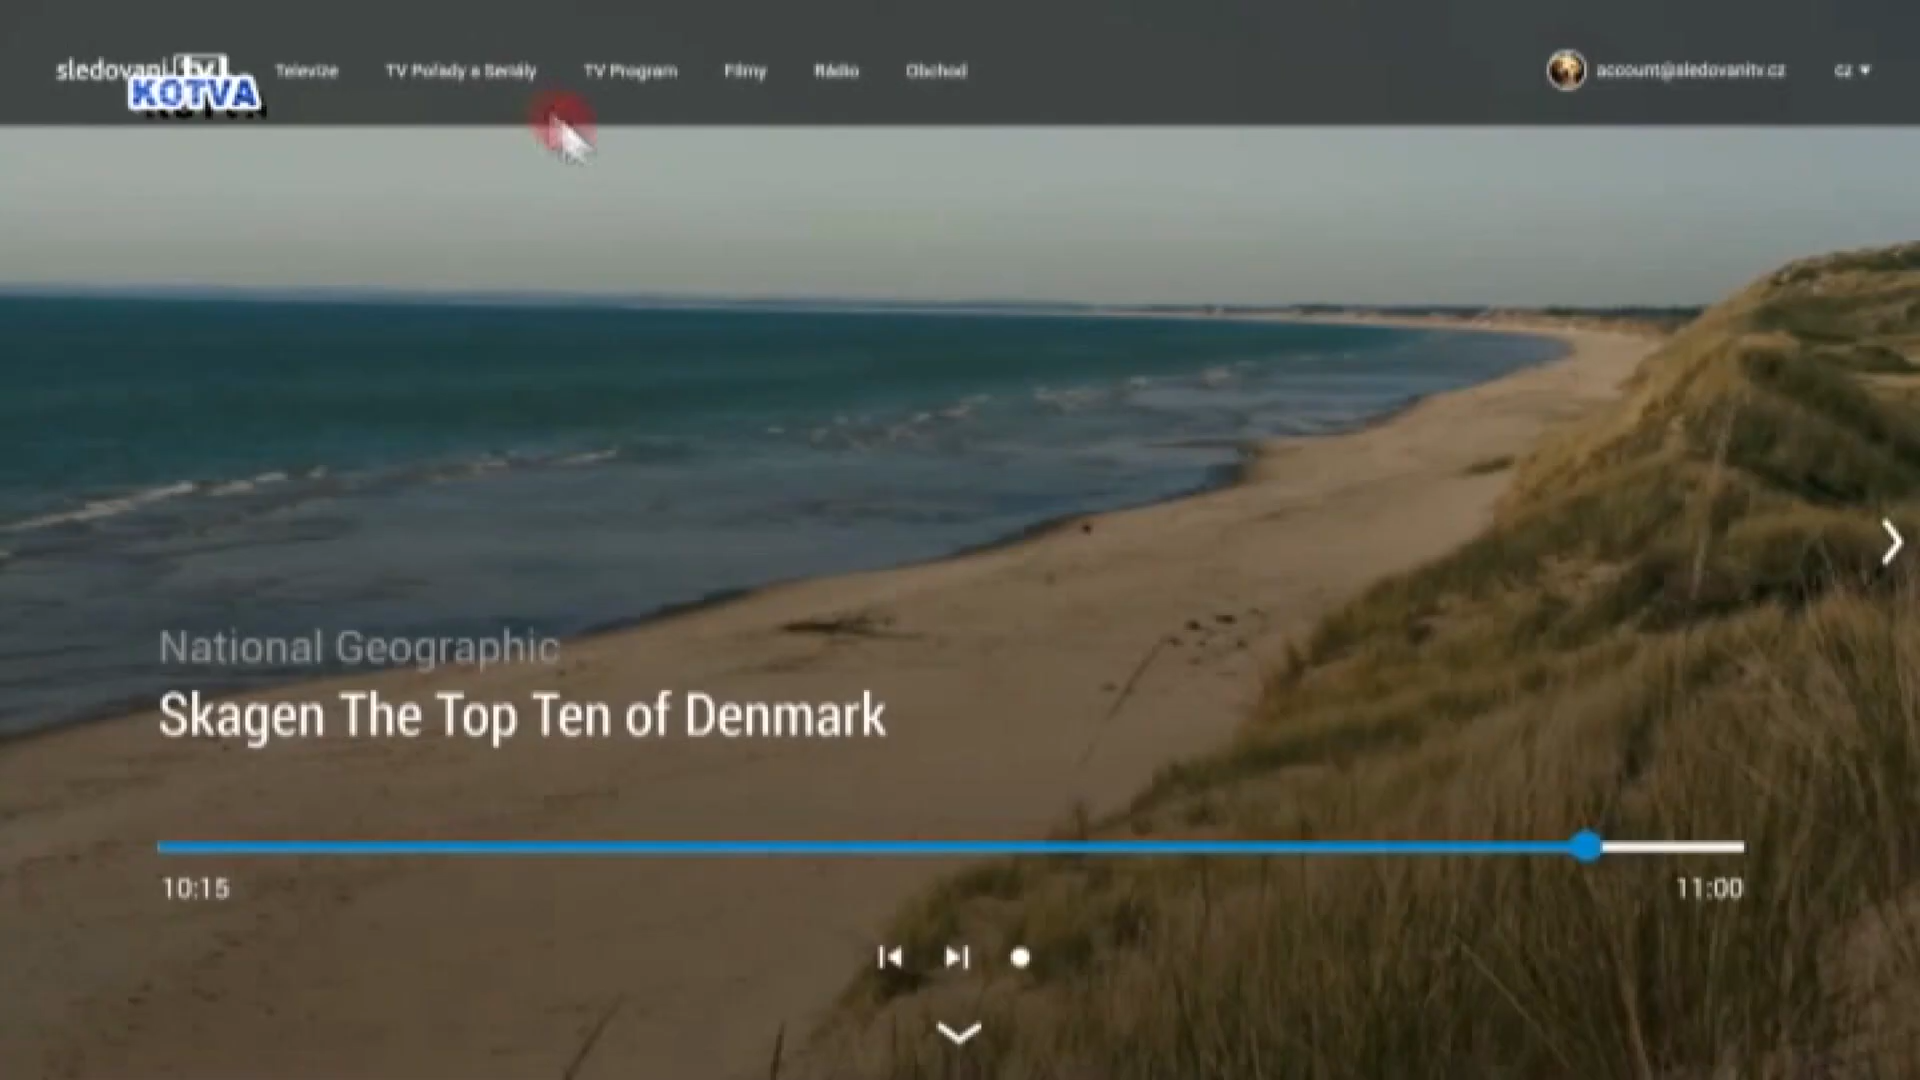 sledovani tv
KOTVA
Televize
TV Pořady a Seriály
TV Program
Filmy
Rádio
Obchod
account@sledovanitv.cz
cz
National Geographic
Skagen The Top Ten of Denmark
10:15
11:00